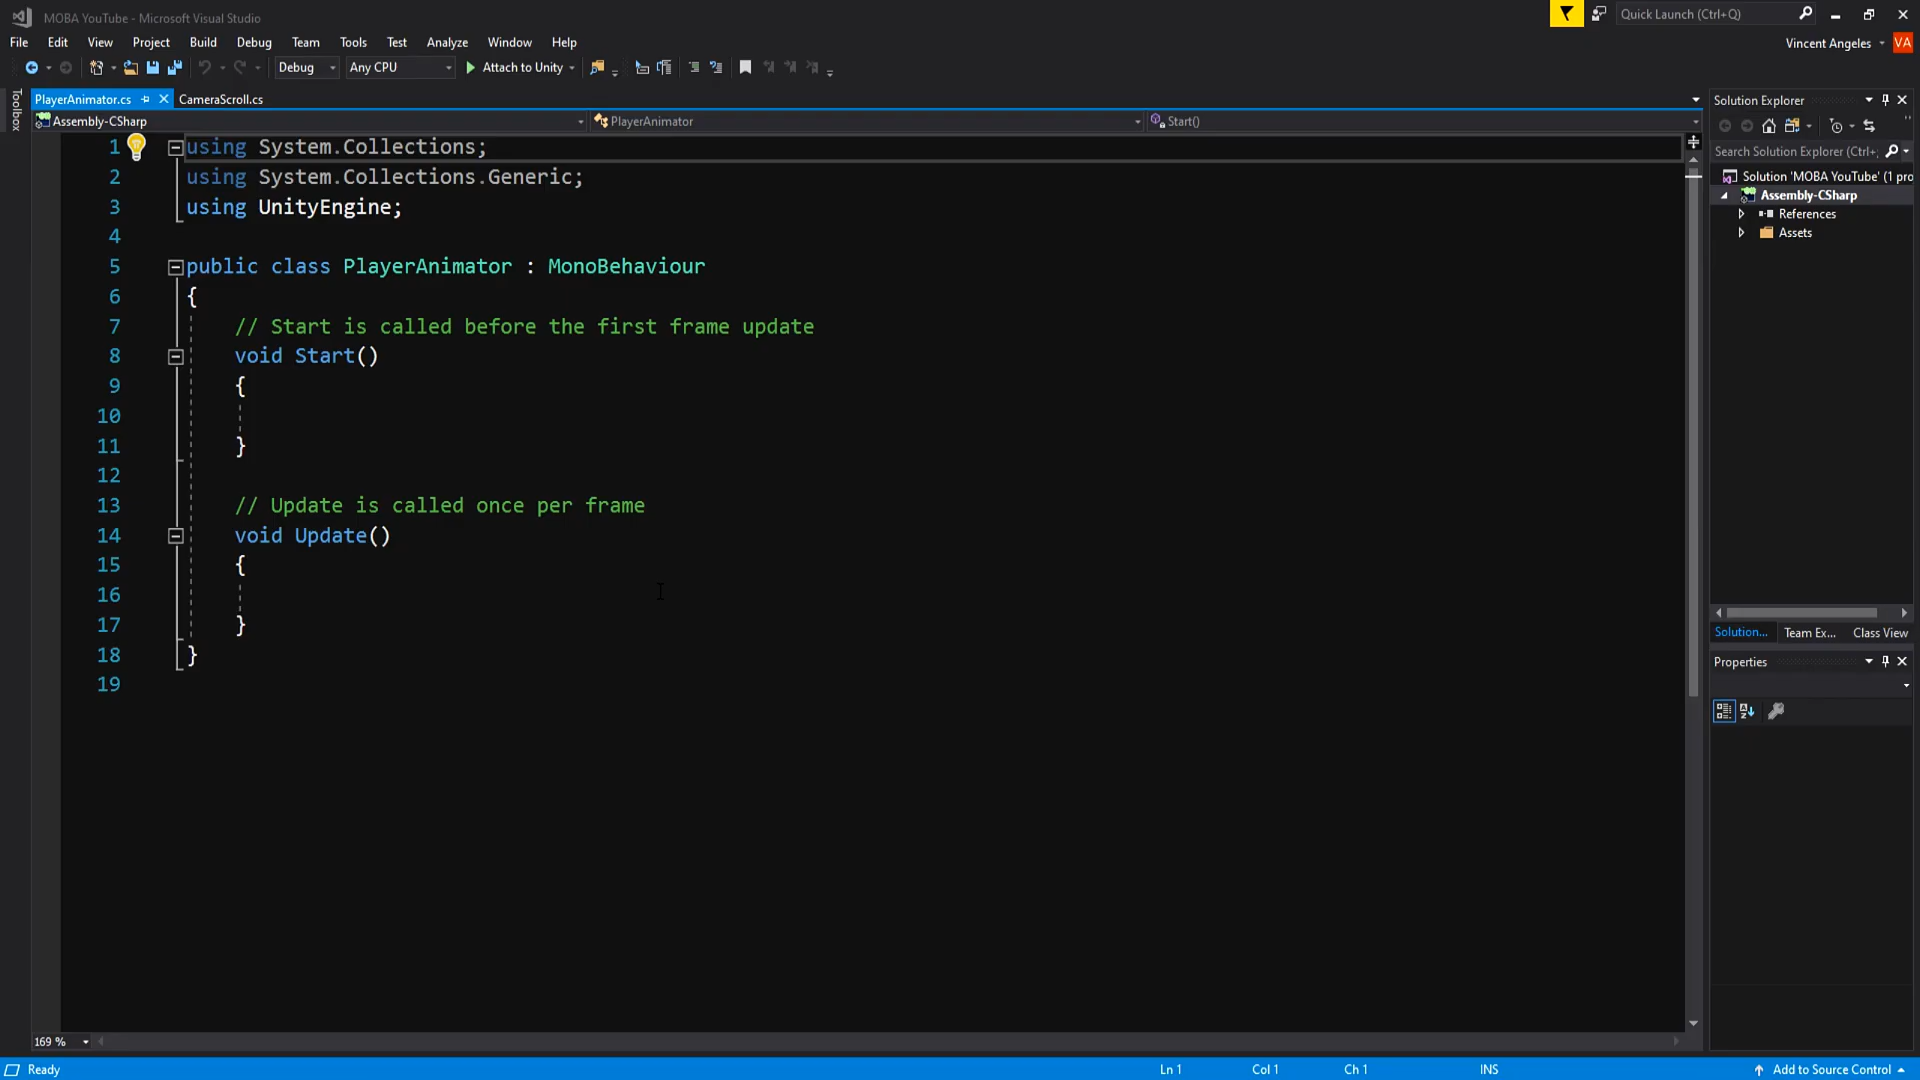 MOBA YouTube - Microsoft Visual Studio
Quick Launch (Ctrl+Q)
File Edit View Project Build Debug Team Tools Test Analyze Window Help
Vincent Angeles VA
Debug Any CPU Attach to Unity
Toolbox
PlayerAnimator.cs CameraScroll.cs
Assembly-CSharp PlayerAnimator Start()
1 using System.Collections;
2 using System.Collections.Generic;
3 using UnityEngine;
4
5 public class PlayerAnimator : MonoBehaviour
6 {
7 // Start is called before the first frame update
8 void Start()
9 {
10
11 }
12
13 // Update is called once per frame
14 void Update()
15 {
16
17 }
18 }
19
Solution Explorer
Search Solution Explorer (Ctrl+;
Solution 'MOBA YouTube' (1 pro
Assembly-CSharp
References
Assets
Solution... Team Ex... Class View
Properties
169 %
Ready Ln 1 Col 1 Ch 1 INS Add to Source Control